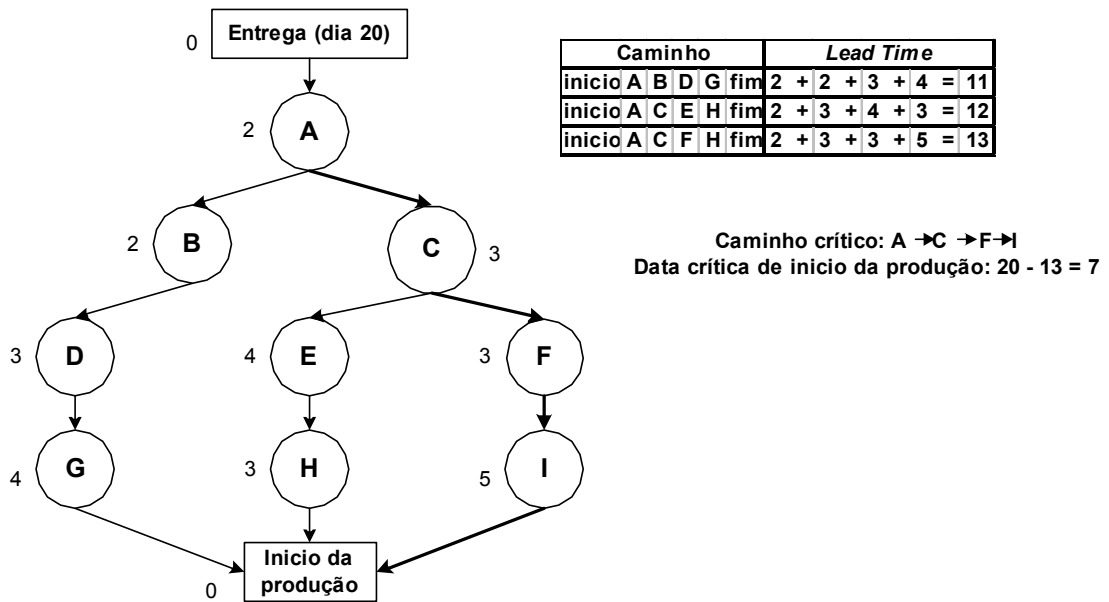 Entrega (dia 20)
0
Caminho Lead Time
inicio A B D G fim 2 + 2 + 3 + 4 = 11
inicio A C E H fim 2 + 3 + 4 + 3 = 12
inicio A C F H fim 2 + 3 + 3 + 5 = 13
2 A
2 B
C 3
Caminho crítico: A → C → F → I
Data crítica de inicio da produção: 20 - 13 = 7
3 D
4 E
3 F
4 G
3 H
5 I
Inicio da
produção
0